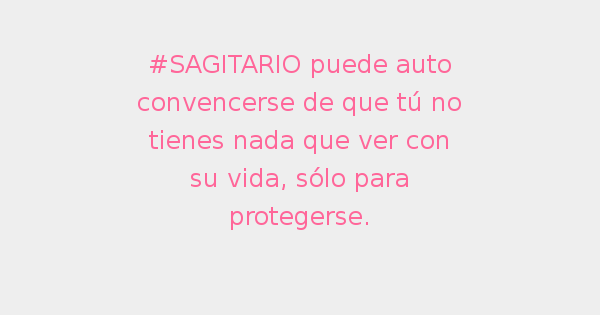 #SAGITARIO puede auto
convencerse de que tú no
tienes nada que ver con
su vida, sólo para
protegerse.